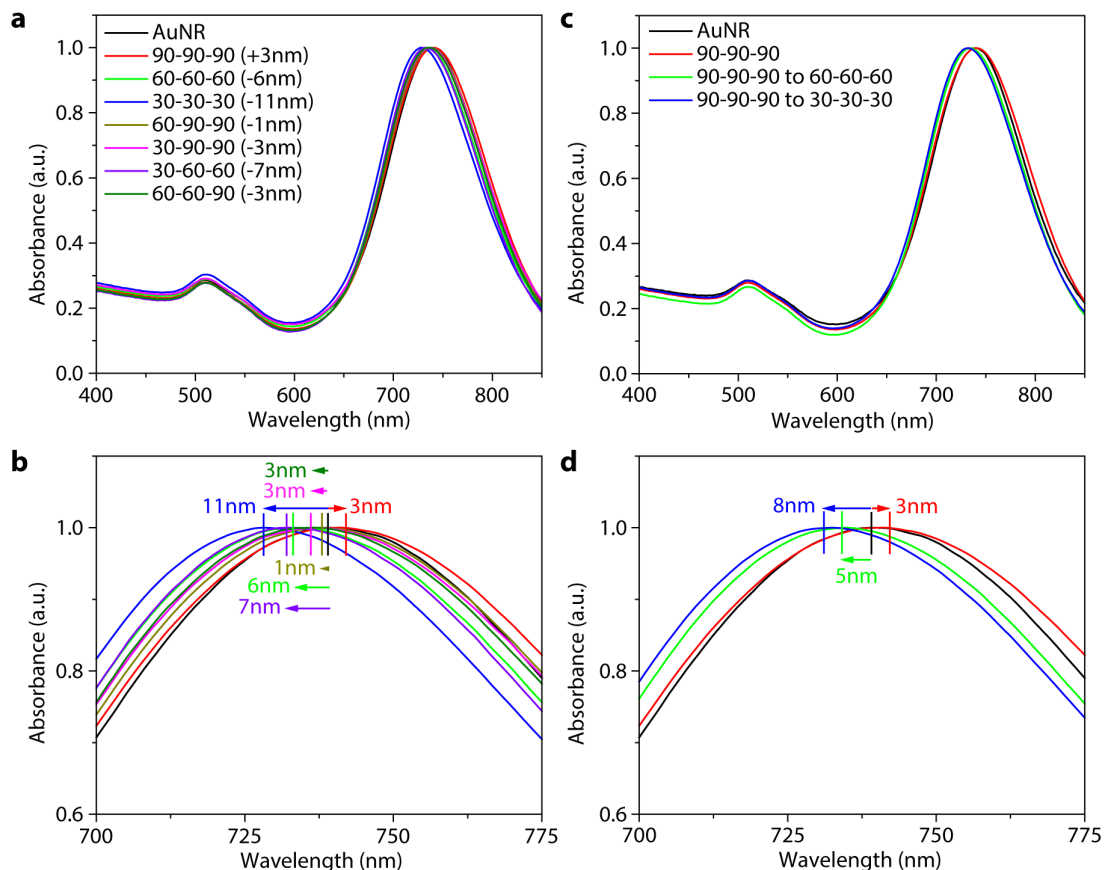 a
AuNR
90-90-90 (+3nm)
60-60-60 (-6nm)
30-30-30 (-11nm)
60-90-90 (-1nm)
30-90-90 (-3nm)
30-60-60 (-7nm)
60-60-90 (-3nm)
1.0
0.8
0.6
0.4
0.2
0.0
Absorbance (a.u.)
400 500 600 700 800
Wavelength (nm)
c
AuNR
90-90-90
90-90-90 to 60-60-60
90-90-90 to 30-30-30
1.0
0.8
0.6
0.4
0.2
0.0
Absorbance (a.u.)
400 500 600 700 800
Wavelength (nm)
b
3nm
3nm
11nm
3nm
1nm
6nm
7nm
1.0
0.8
0.6
Absorbance (a.u.)
700 725 750 775
Wavelength (nm)
d
8nm
3nm
5nm
1.0
0.8
0.6
Absorbance (a.u.)
700 725 750 775
Wavelength (nm)